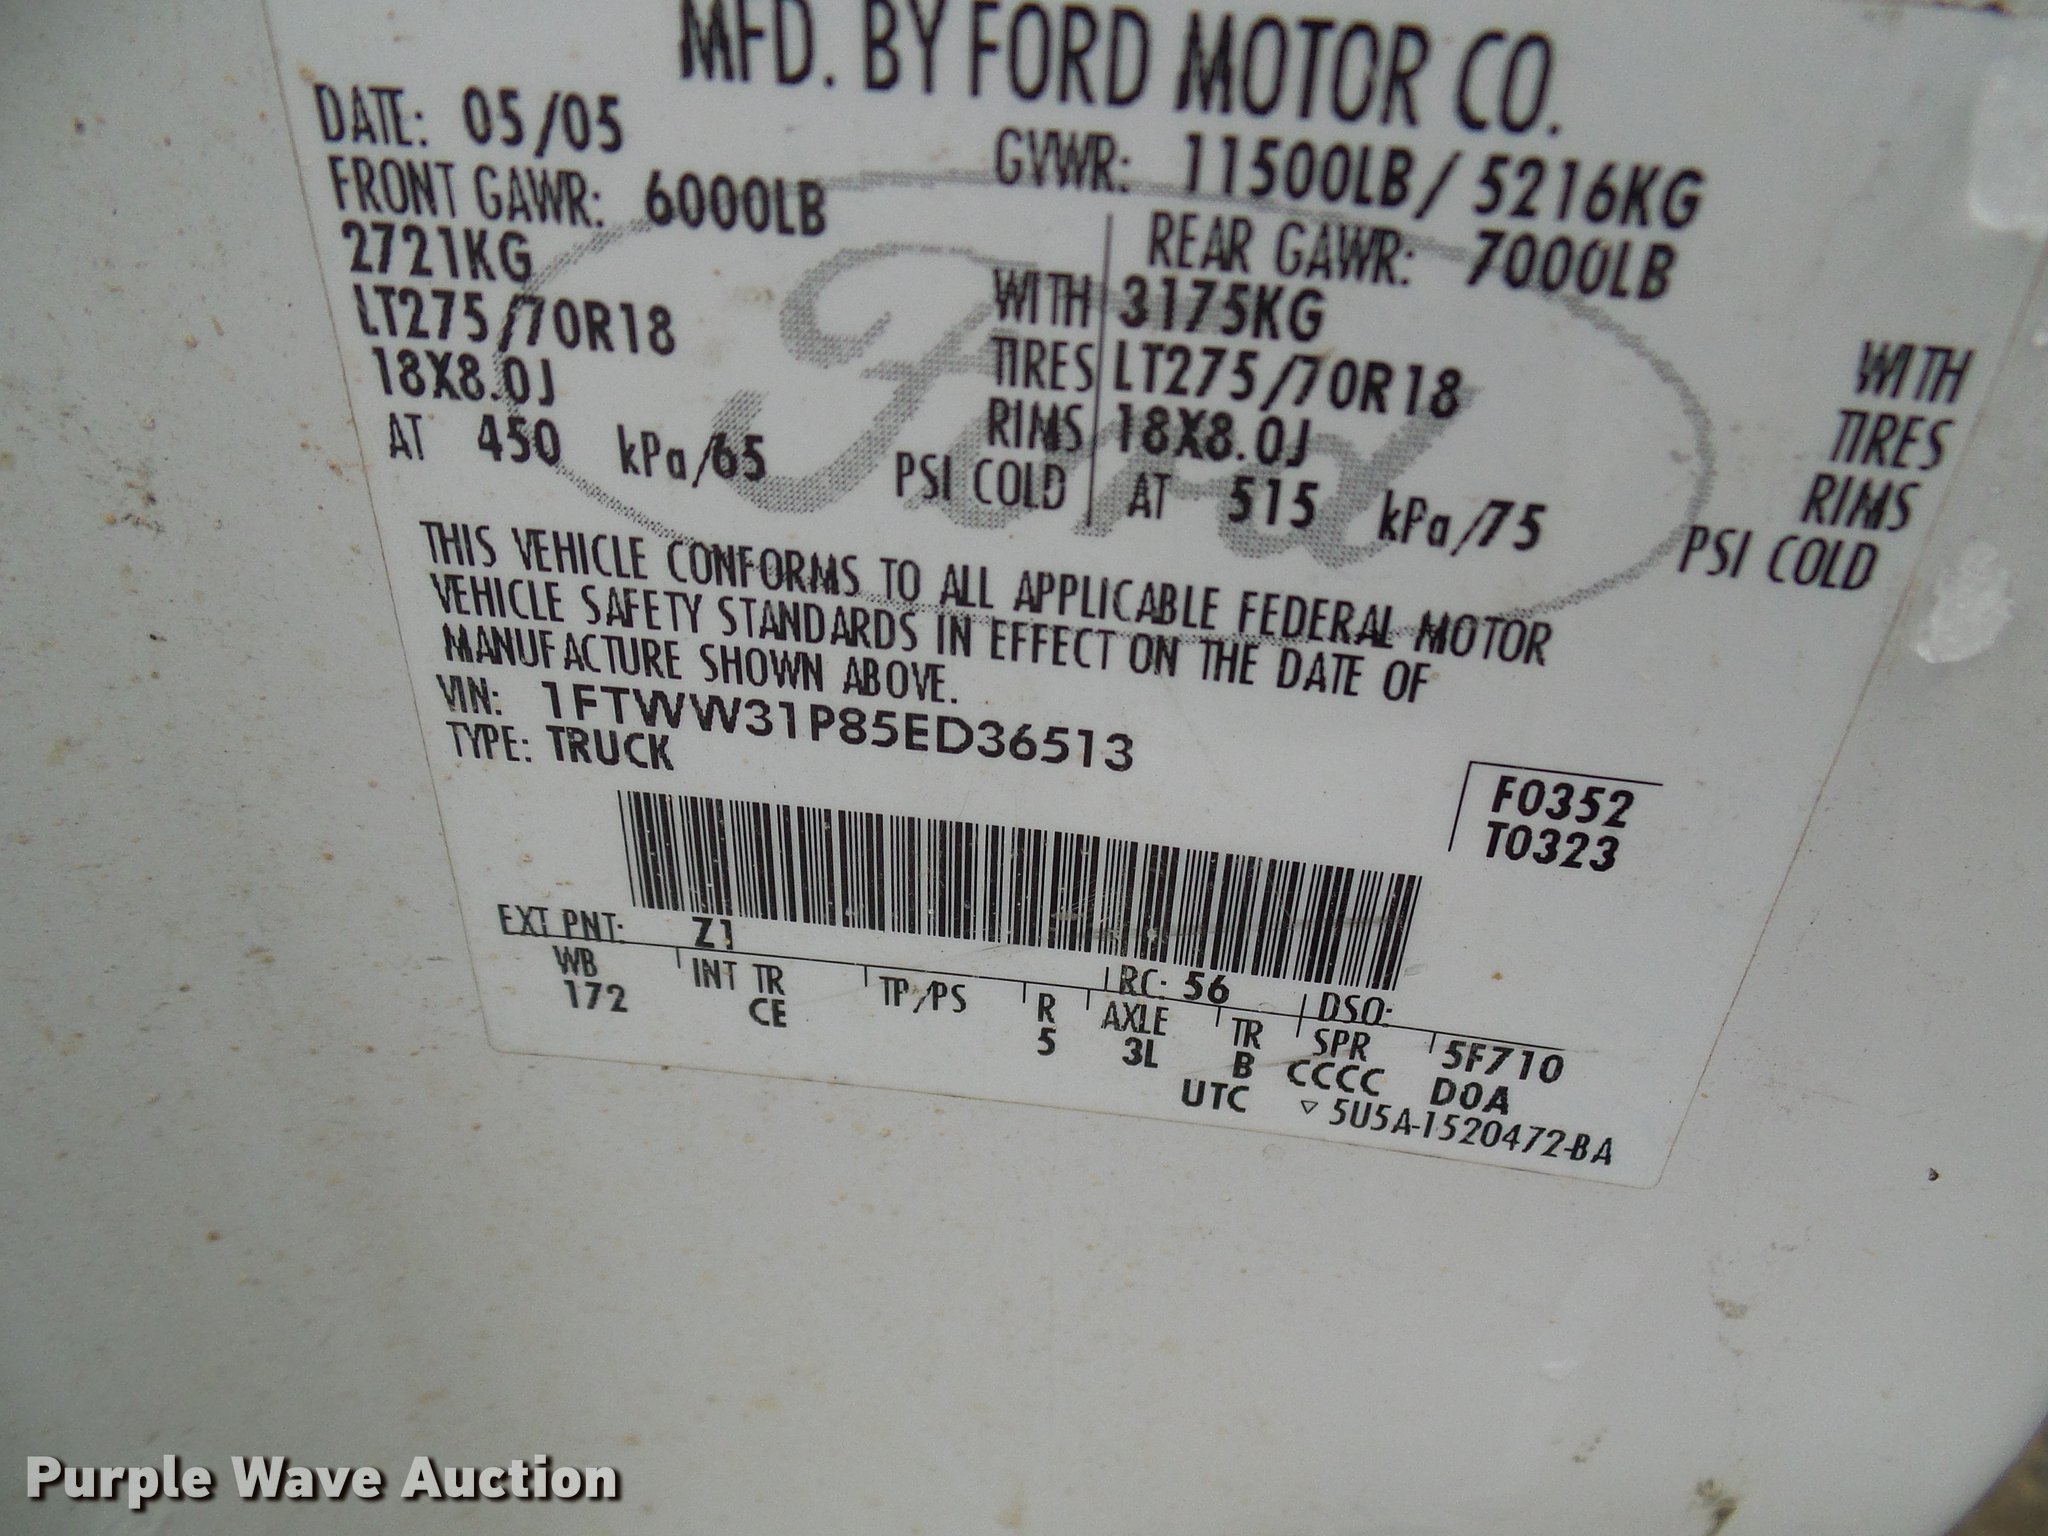 MFD. BY FORD MOTOR CO.
DATE: 05/05 GVWR: 11500LB/ 5216KG
FRONT GAWR: 6000LB REAR GAWR: 7000LB
2721KG WITH 3175KG WITH
LT275/70R18 TIRES LT275/70R18 TIRES
18X8.0J RIMS 18X8.0J RIMS
AT 450 kPa/65 PSI COLD AT 515 kPa/75 PSI COLD
Ford
THIS VEHICLE CONFORMS TO ALL APPLICABLE FEDERAL MOTOR
VEHICLE SAFETY STANDARDS IN EFFECT ON THE DATE OF
MANUFACTURE SHOWN ABOVE.
VIN: 1FTWW31P85ED36513
TYPE: TRUCK
F0352
T0323
EXT PNT: Z1 RC: 56 DSO:
WB INT TR TP/PS R AXLE TR SPR 5F710
172 CE 5 3L B CCCC D0A
UTC ▽ 5U5A-1520472-BA
Purple Wave Auction